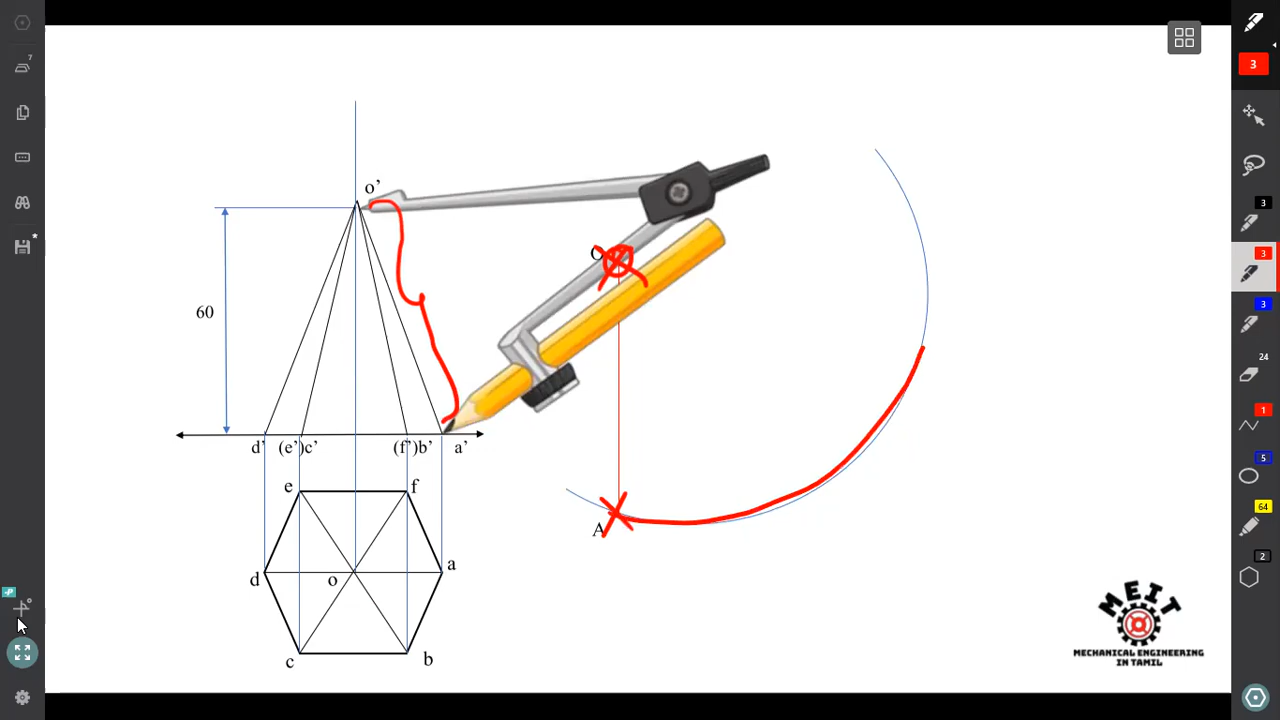 o’
60
O
d’
(e’)c’
(f’)b’
a’
e
f
d
o
a
c
b
A
MEIT
MECHANICAL ENGINEERING
IN TAMIL
7
3
3
3
3
24
1
5
64
2